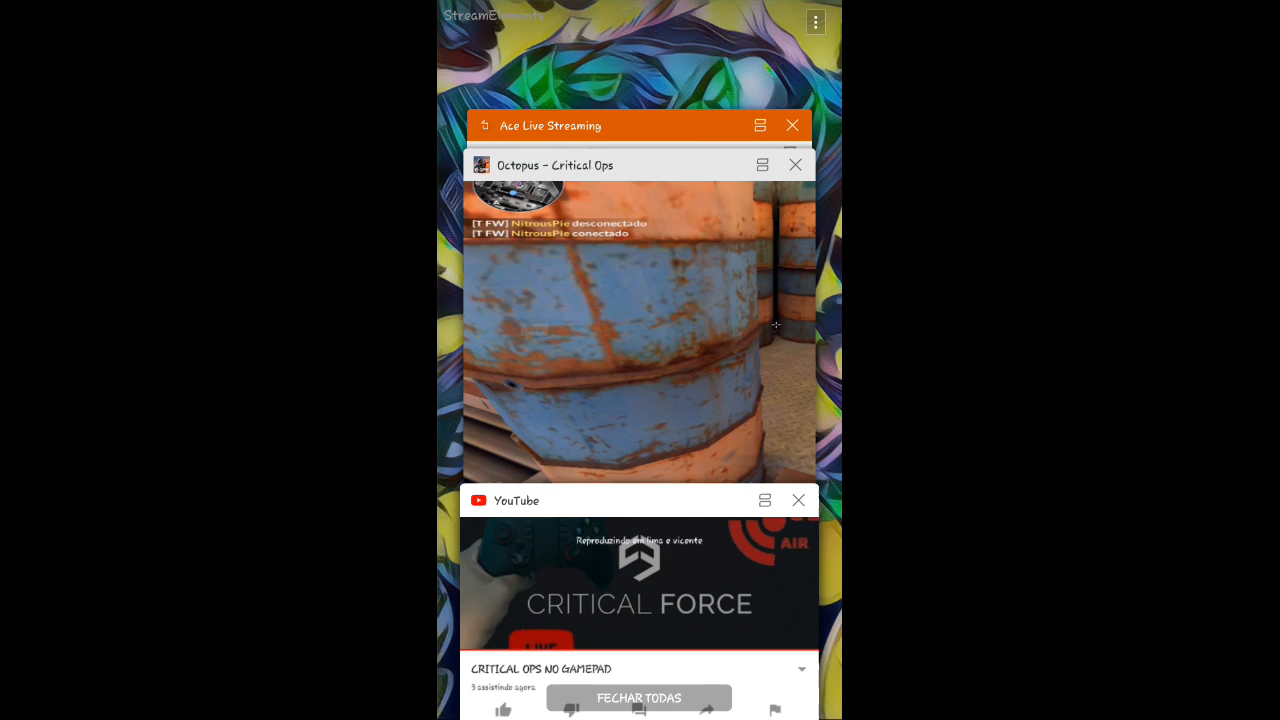 StreamElements
Ace Live Streaming
Octopus - Critical Ops
[T FW] NitrousPie desconectado
[T FW] NitrousPie conectado
YouTube
Reproduzindo em lima e vicente
AIR
CRITICAL FORCE
LIVE
CRITICAL OPS NO GAMEPAD
3 assistindo agora
FECHAR TODAS